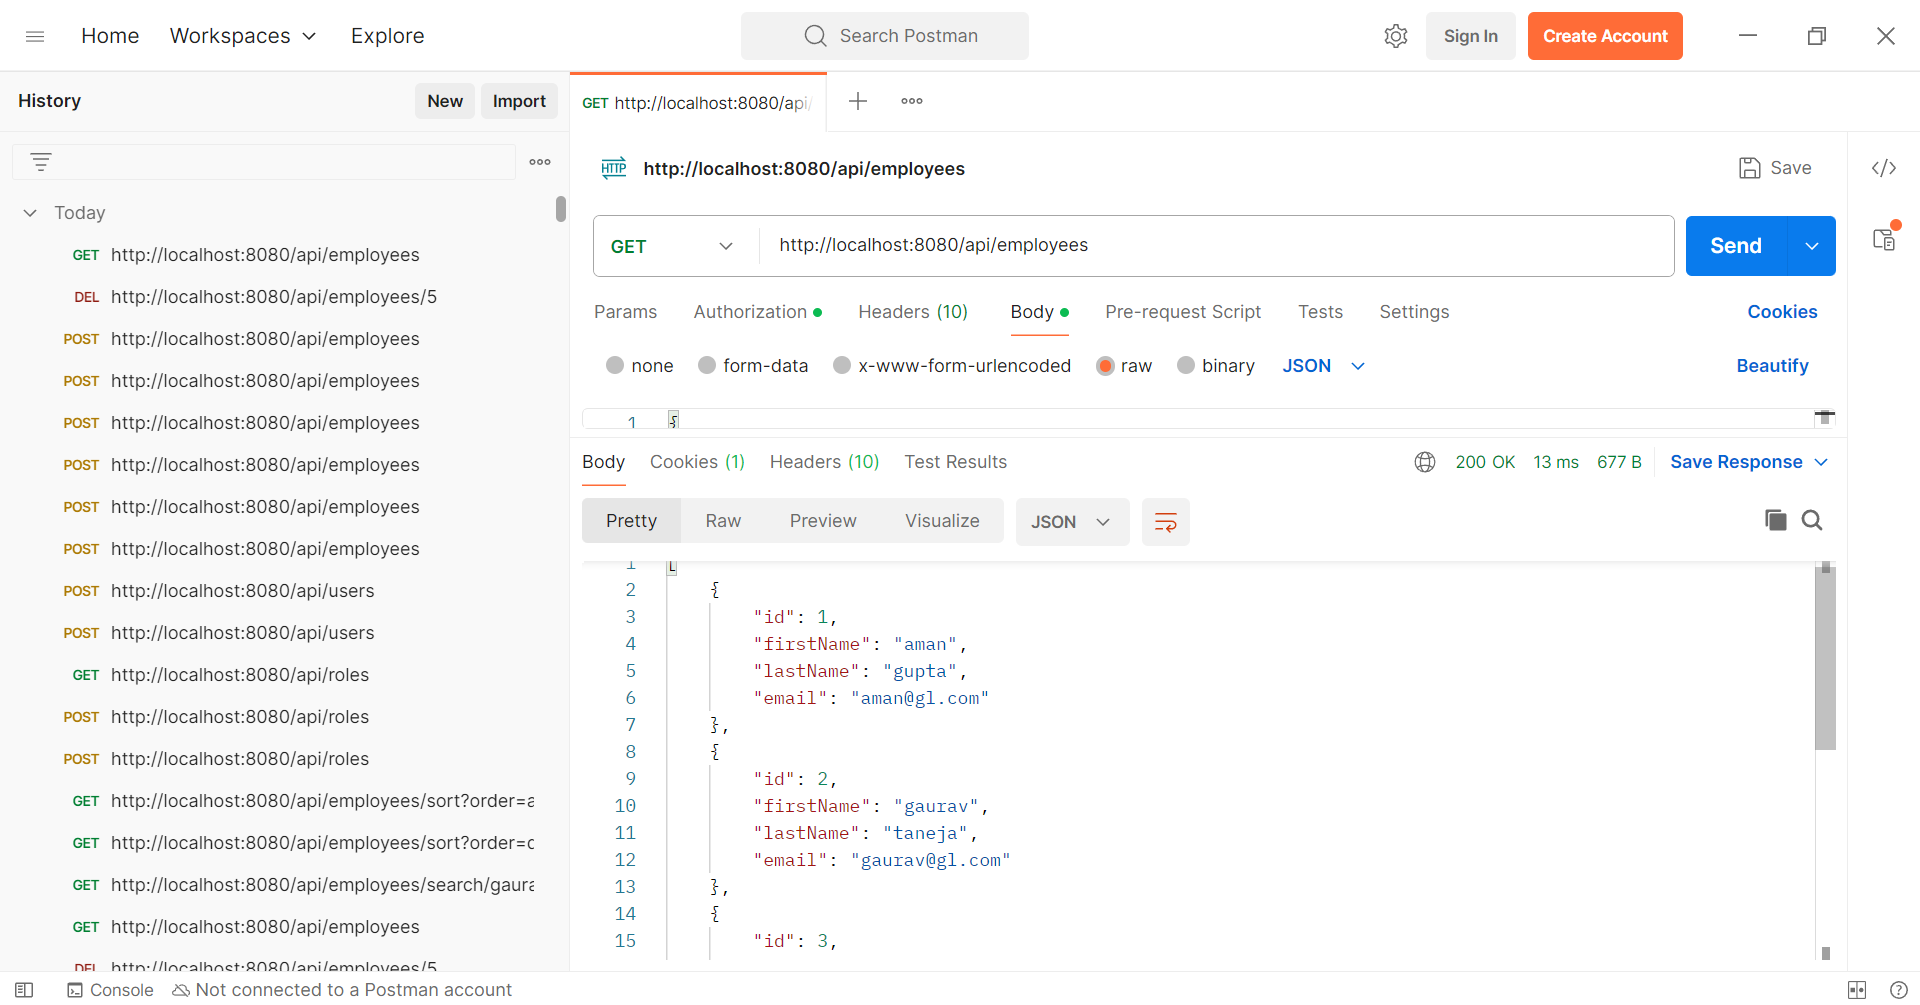 Home Workspaces Explore Search Postman Sign In Create Account
History New Import
GET http://localhost:8080/api/
HTTP http://localhost:8080/api/employees Save
Today
GET http://localhost:8080/api/employees
DEL http://localhost:8080/api/employees/5
POST http://localhost:8080/api/employees
POST http://localhost:8080/api/employees
POST http://localhost:8080/api/employees
POST http://localhost:8080/api/employees
POST http://localhost:8080/api/employees
POST http://localhost:8080/api/employees
POST http://localhost:8080/api/users
POST http://localhost:8080/api/users
GET http://localhost:8080/api/roles
POST http://localhost:8080/api/roles
POST http://localhost:8080/api/roles
GET http://localhost:8080/api/employees/sort?order=a
GET http://localhost:8080/api/employees/sort?order=d
GET http://localhost:8080/api/employees/search/gaura
GET http://localhost:8080/api/employees
DEL http://localhost:8080/api/employees/5
GET http://localhost:8080/api/employees Send
Params Authorization Headers (10) Body Pre-request Script Tests Settings Cookies
none form-data x-www-form-urlencoded raw binary JSON Beautify
1 {
Body Cookies (1) Headers (10) Test Results 200 OK 13 ms 677 B Save Response
Pretty Raw Preview Visualize JSON
1 [
2 {
3 "id": 1,
4 "firstName": "aman",
5 "lastName": "gupta",
6 "email": "aman@gl.com"
7 },
8 {
9 "id": 2,
10 "firstName": "gaurav",
11 "lastName": "taneja",
12 "email": "gaurav@gl.com"
13 },
14 {
15 "id": 3,
Console Not connected to a Postman account